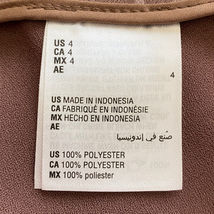 US 4
CA 4
MX 4
AE
4
US MADE IN INDONESIA
CA FABRIQUÉ EN INDONÉSIE
MX HECHO EN INDONESIA
صنع في إندونيسيا
US 100% POLYESTER
CA 100% POLYESTER
MX 100% poliéster